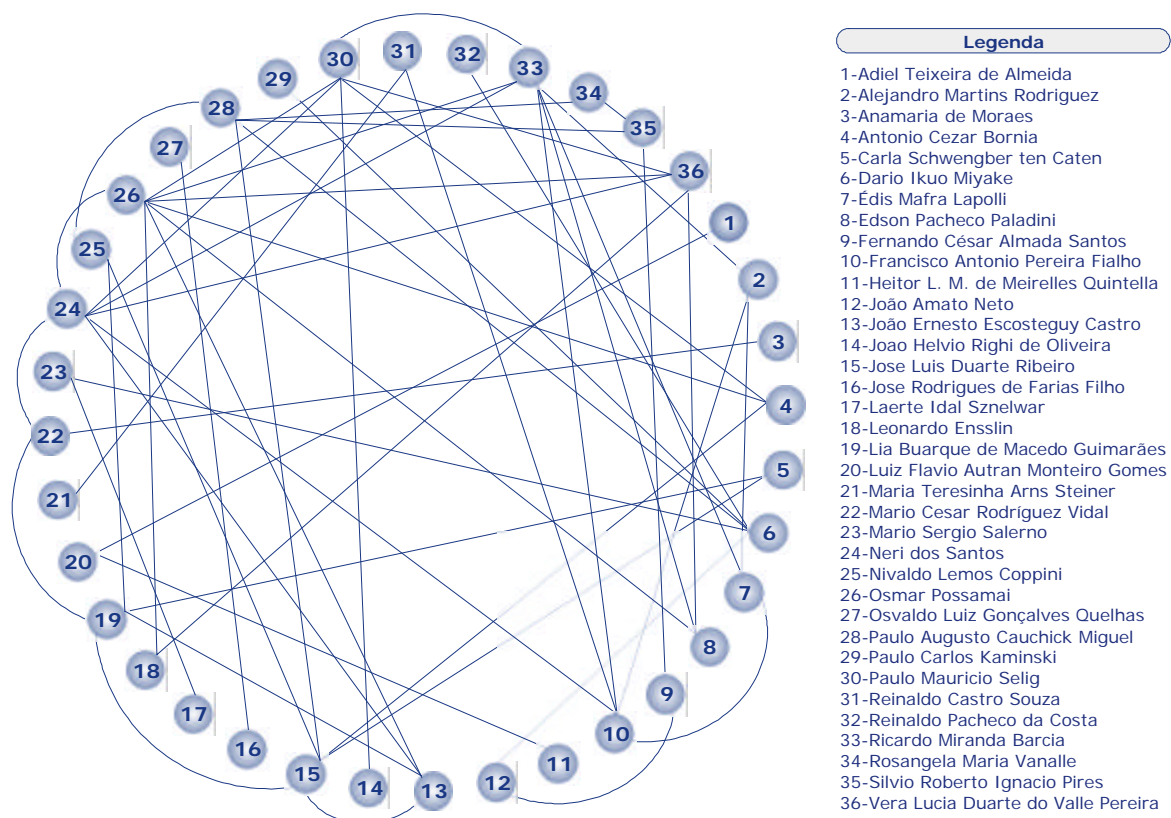 30
31
32
33
29
28
34
35
27
36
26
1
25
2
24
3
23
4
22
5
21
6
20
7
19
8
18
9
17
10
16
11
15
12
14
13
Legenda
1-Adiel Teixeira de Almeida
2-Alejandro Martins Rodriguez
3-Anamaria de Moraes
4-Antonio Cezar Bornia
5-Carla Schwengber ten Caten
6-Dario Ikuo Miyake
7-Édis Mafra Lapolli
8-Edson Pacheco Paladini
9-Fernando César Almada Santos
10-Francisco Antonio Pereira Fialho
11-Heitor L. M. de Meirelles Quintella
12-João Amato Neto
13-João Ernesto Escosteguy Castro
14-Joao Helvio Righi de Oliveira
15-Jose Luis Duarte Ribeiro
16-Jose Rodrigues de Farias Filho
17-Laerte Idal Sznelwar
18-Leonardo Ensslin
19-Lia Buarque de Macedo Guimarães
20-Luiz Flavio Autran Monteiro Gomes
21-Maria Teresinha Arns Steiner
22-Mario Cesar Rodríguez Vidal
23-Mario Sergio Salerno
24-Neri dos Santos
25-Nivaldo Lemos Coppini
26-Osmar Possamai
27-Osvaldo Luiz Gonçalves Quelhas
28-Paulo Augusto Cauchick Miguel
29-Paulo Carlos Kaminski
30-Paulo Mauricio Selig
31-Reinaldo Castro Souza
32-Reinaldo Pacheco da Costa
33-Ricardo Miranda Barcia
34-Rosangela Maria Vanalle
35-Silvio Roberto Ignacio Pires
36-Vera Lucia Duarte do Valle Pereira